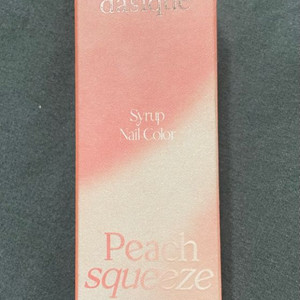 dasique
Syrup
Nail Color
Peach
squeeze